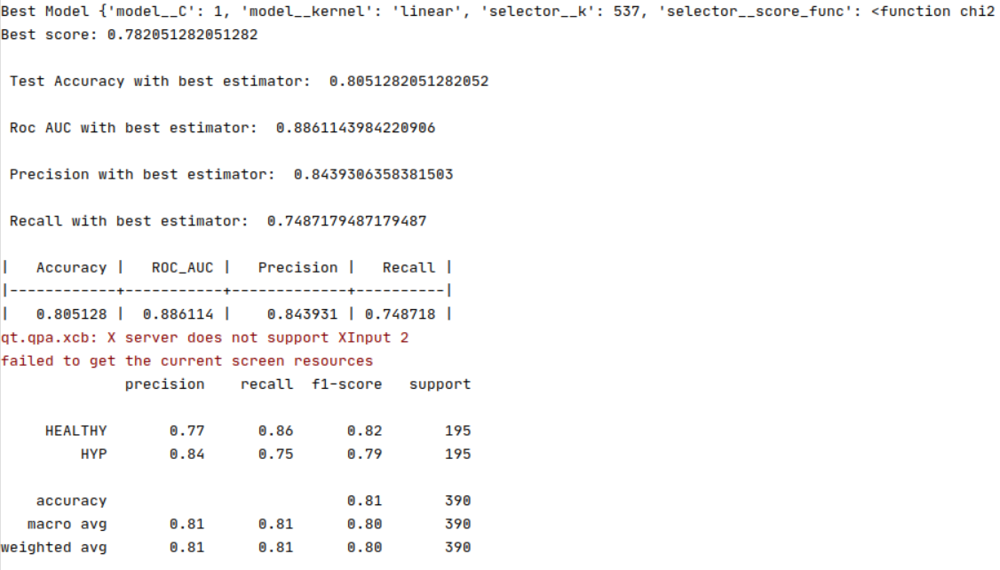 Best Model {'model__C': 1, 'model__kernel': 'linear', 'selector__k': 537, 'selector__score_func': <function chi2
Best score: 0.782051282051282
Test Accuracy with best estimator:  0.8051282051282052
Roc AUC with best estimator:  0.8861143984220906
Precision with best estimator:  0.8439306358381503
Recall with best estimator:  0.7487179487179487
|   Accuracy |   ROC_AUC |   Precision |   Recall |
|------------+-----------+-------------+----------|
|   0.805128 |  0.886114 |    0.843931 | 0.748718 |
qt.qpa.xcb: X server does not support XInput 2
failed to get the current screen resources
              precision    recall  f1-score   support
     HEALTHY       0.77      0.86      0.82       195
         HYP       0.84      0.75      0.79       195
    accuracy                           0.81       390
   macro avg       0.81      0.81      0.80       390
weighted avg       0.81      0.81      0.80       390